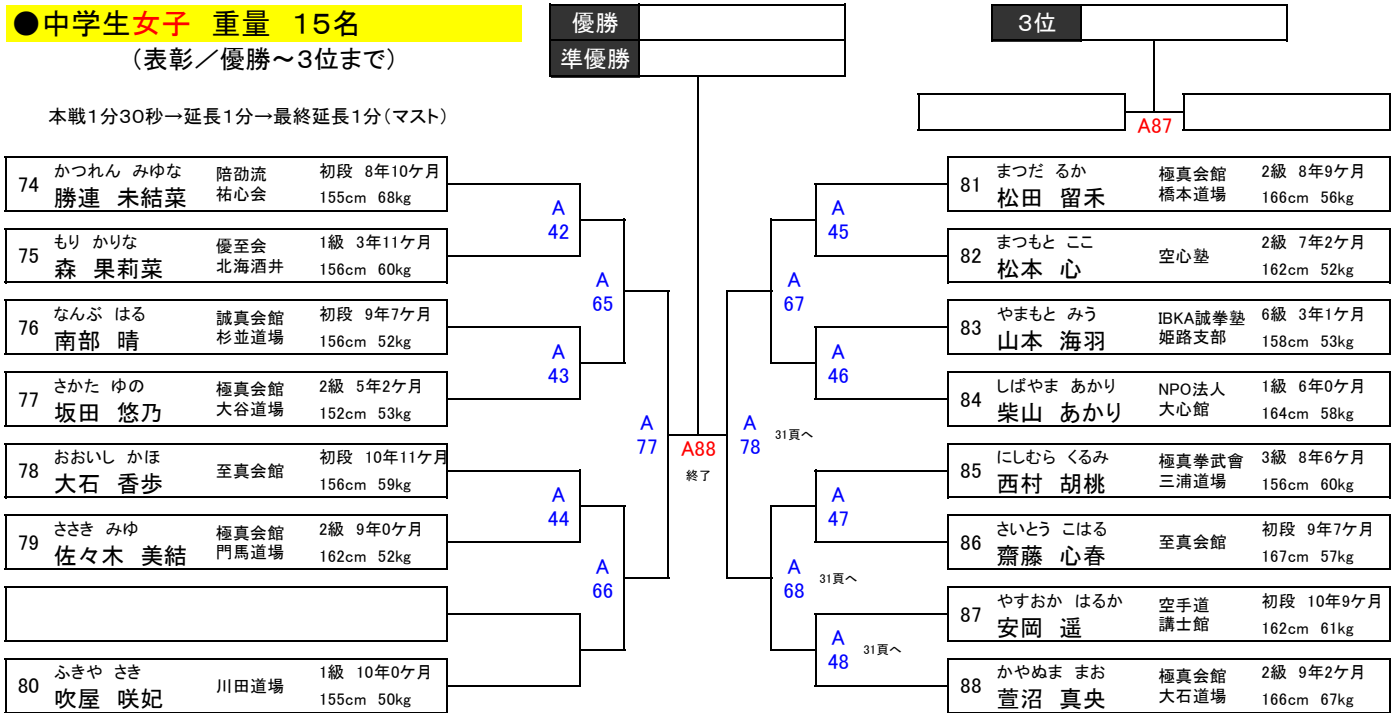 ●中学生女子 重量 15名
(表彰／優勝～3位まで)
本戦1分30秒→延長1分→最終延長1分(マスト)
優勝
準優勝
3位
A87
74 かつれん みゆな 勝連 未結菜 陪劭流 祐心会 初段 8年10ケ月 155cm 68kg
75 もり かりな 森 果莉菜 優至会 北海酒井 1級 3年11ケ月 156cm 60kg
76 なんぶ はる 南部 晴 誠真会館 杉並道場 初段 9年7ケ月 156cm 52kg
77 さかた ゆの 坂田 悠乃 極真会館 大谷道場 2級 5年2ケ月 152cm 53kg
78 おおいし かほ 大石 香歩 至真会館 初段 10年11ケ月 156cm 59kg
79 ささき みゆ 佐々木 美結 極真会館 門馬道場 2級 9年0ケ月 162cm 52kg
80 ふきや さき 吹屋 咲妃 川田道場 1級 10年0ケ月 155cm 50kg
A 42
A 43
A 44
A 65
A 66
A 77
A88
終了
A 78 31頁へ
A 67
A 68 31頁へ
A 45
A 46
A 47
A 48 31頁へ
81 まつだ るか 松田 留禾 極真会館 橋本道場 2級 8年9ケ月 166cm 56kg
82 まつもと ここ 松本 心 空心塾 2級 7年2ケ月 162cm 52kg
83 やまもと みう 山本 海羽 IBKA誠拳塾 姫路支部 6級 3年1ケ月 158cm 53kg
84 しばやま あかり 柴山 あかり NPO法人 大心館 1級 6年0ケ月 164cm 58kg
85 にしむら くるみ 西村 胡桃 極真拳武會 三浦道場 3級 8年6ケ月 156cm 60kg
86 さいとう こはる 齋藤 心春 至真会館 初段 9年7ケ月 167cm 57kg
87 やすおか はるか 安岡 遥 空手道 講士館 初段 10年9ケ月 162cm 61kg
88 かやぬま まお 萱沼 真央 極真会館 大石道場 2級 9年2ケ月 166cm 67kg